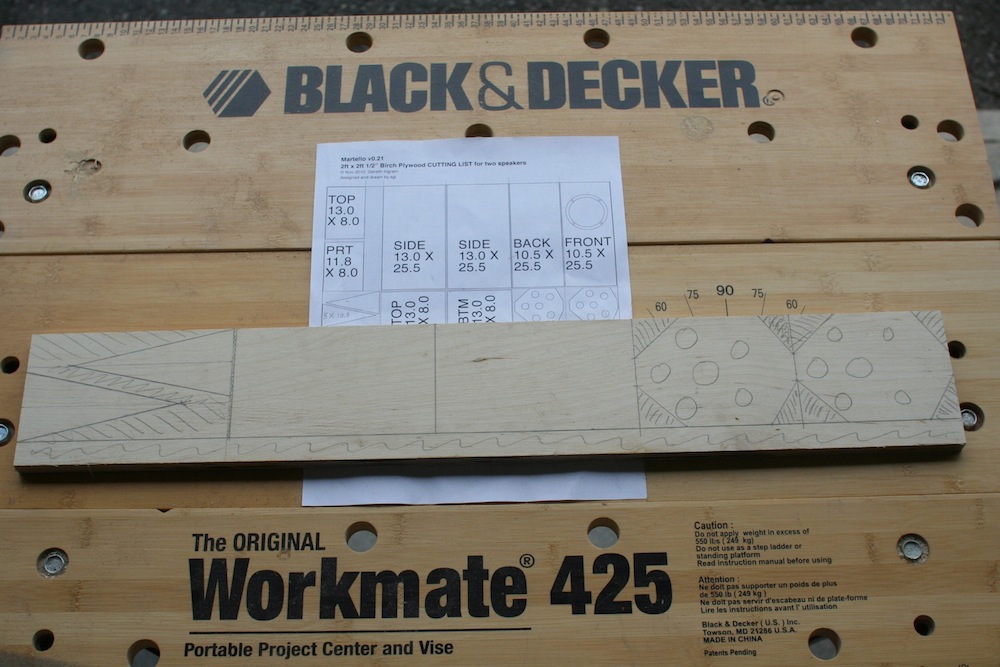 BLACK&DECKER
Martello v0.21
2ft x 2ft 1/2" Birch Plywood CUTTING LIST for two speakers
TOP
13.0
X 8.0
PRT
11.8
X 8.0
SIDE
13.0 X
25.5
SIDE
13.0 X
25.5
BACK
10.5 X
25.5
FRONT
10.5 X
25.5
TOP
13.0
X 8.0
BTM
13.0
X 8.0
60
75
90
75
60
The ORIGINAL
Workmate® 425
Portable Project Center and Vise
Caution :
Do not apply weight in excess of
550 lbs ( 249 kg)
Do not use as a step ladder or
standing platform
Read instruction manual before using
Attention :
Ne doit pas supporter un poids de plus
de 550 lb ( 249 kg )
Ne doit pas servir d'escabeau ni de plate-forme
Lire les instructions avant l' utilisation
Black & Decker ( U.S. ) Inc.
Towson, MD 21286 U.S.A.
MADE IN CHINA
Patents Pending